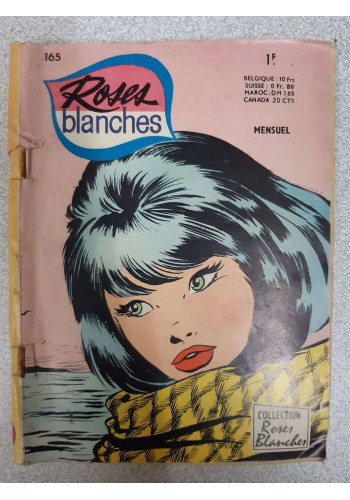 165
Roses
blanches
1F
BELGIQUE : 10 Frs
SUISSE : 0 Fr. 80
MAROC : DH 1,05
CANADA 20 CTS
MENSUEL
COLLECTION
Roses
Blanches